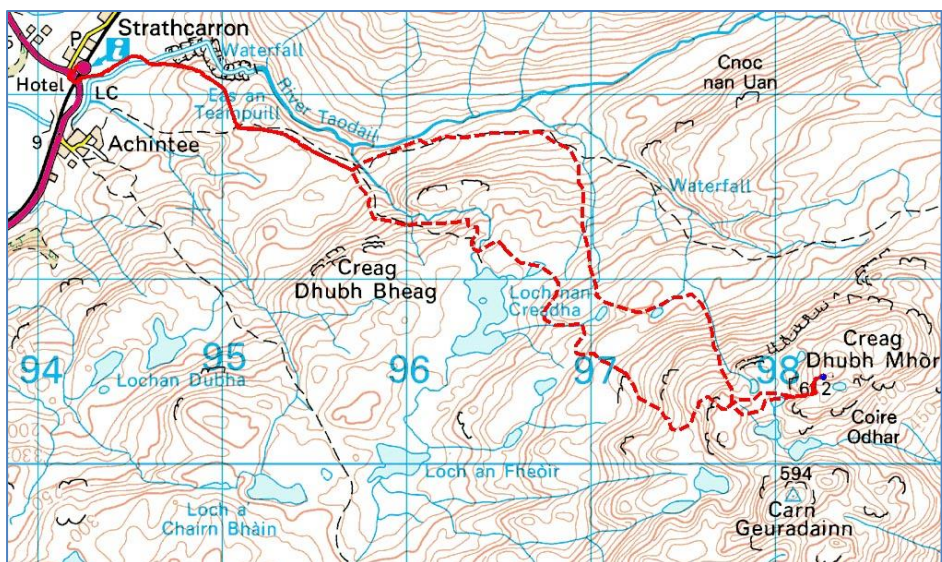 Strathcarron
P
i
Waterfall
Hotel
LC
Eas an
Teampuill
River Taodail
Cnoc
nan Uan
9
Achintee
Waterfall
Creag
Dhubh Bheag
Loch nan
Creadha
94
95
96
97
98
Creag
Dhubh Mhòr
Lochan Dubha
612
Coire
Odhar
Loch an Fheòir
594
Loch a
Chairn Bhàin
Carn
Geuradainn